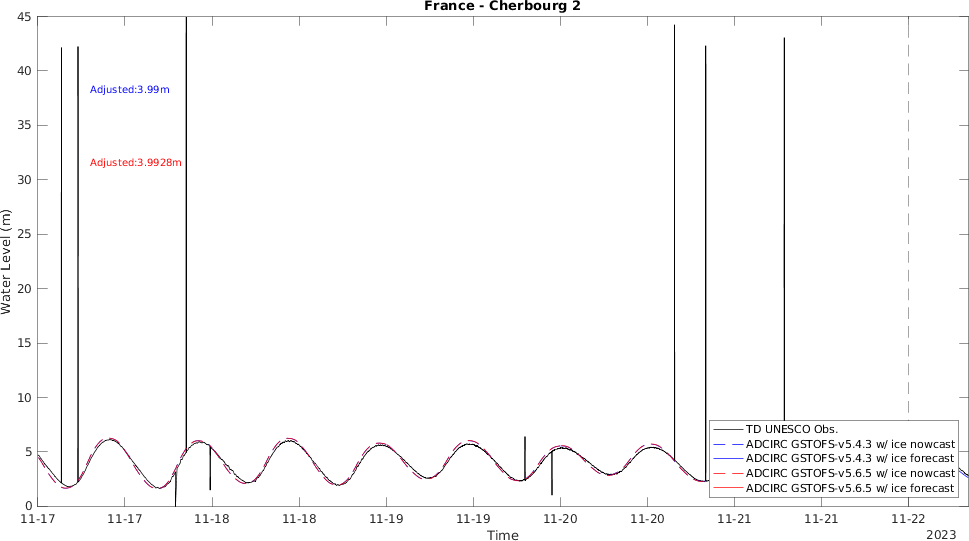 France - Cherbourg 2
45
40
35
30
25
20
15
10
5
0
Water Level (m)
Adjusted:3.99m
Adjusted:3.9928m
TD UNESCO Obs.
ADCIRC GSTOFS-v5.4.3 w/ ice nowcast
ADCIRC GSTOFS-v5.4.3 w/ ice forecast
ADCIRC GSTOFS-v5.6.5 w/ ice nowcast
ADCIRC GSTOFS-v5.6.5 w/ ice forecast
11-17 11-17 11-18 11-18 11-19 11-19 11-20 11-20 11-21 11-21 11-22
Time
2023